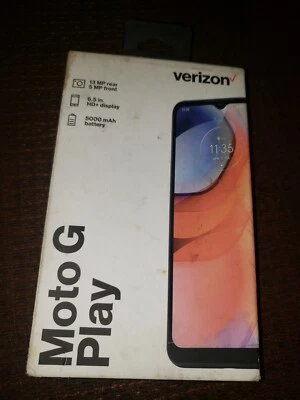 verizon✓
13 MP rear
5 MP front
6.5 in.
HD+ display
5000 mAh
battery
11:35
Moto G
Play